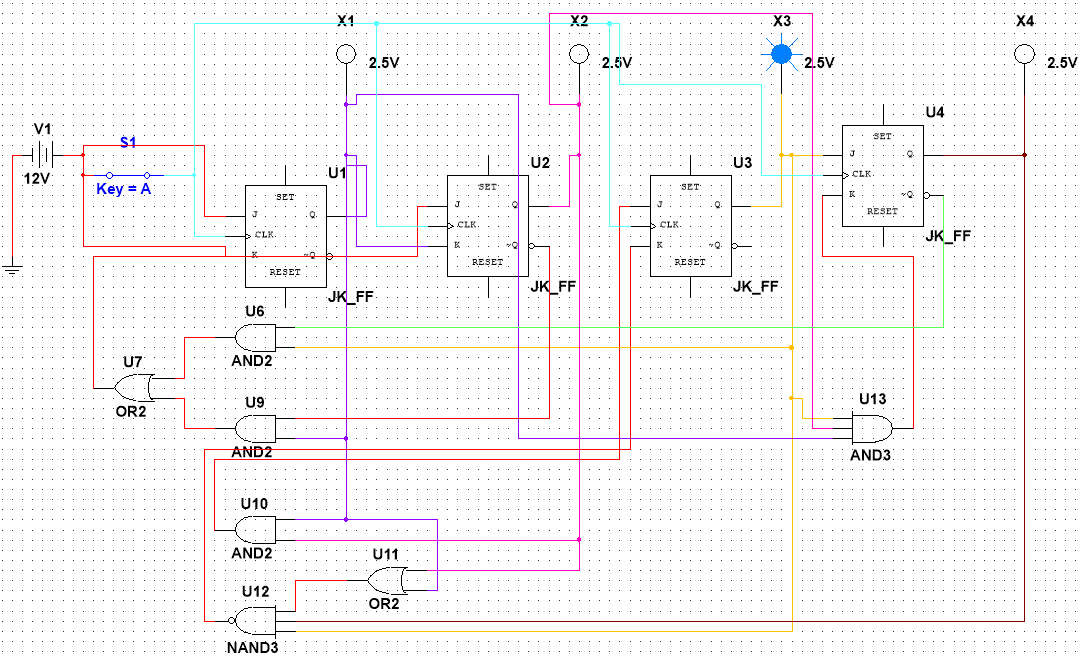 X1
X2
X3
X4
2.5V
2.5V
2.5V
2.5V
V1
12V
S1
Key = A
U1
SET
J
Q
CLK
K
~Q
RESET
JK_FF
U2
SET
J
Q
CLK
K
~Q
RESET
JK_FF
U3
SET
J
Q
CLK
K
~Q
RESET
JK_FF
U4
SET
J
Q
CLK
K
~Q
RESET
JK_FF
U6
AND2
U7
OR2
U9
AND2
U13
AND3
U10
AND2
U11
OR2
U12
NAND3